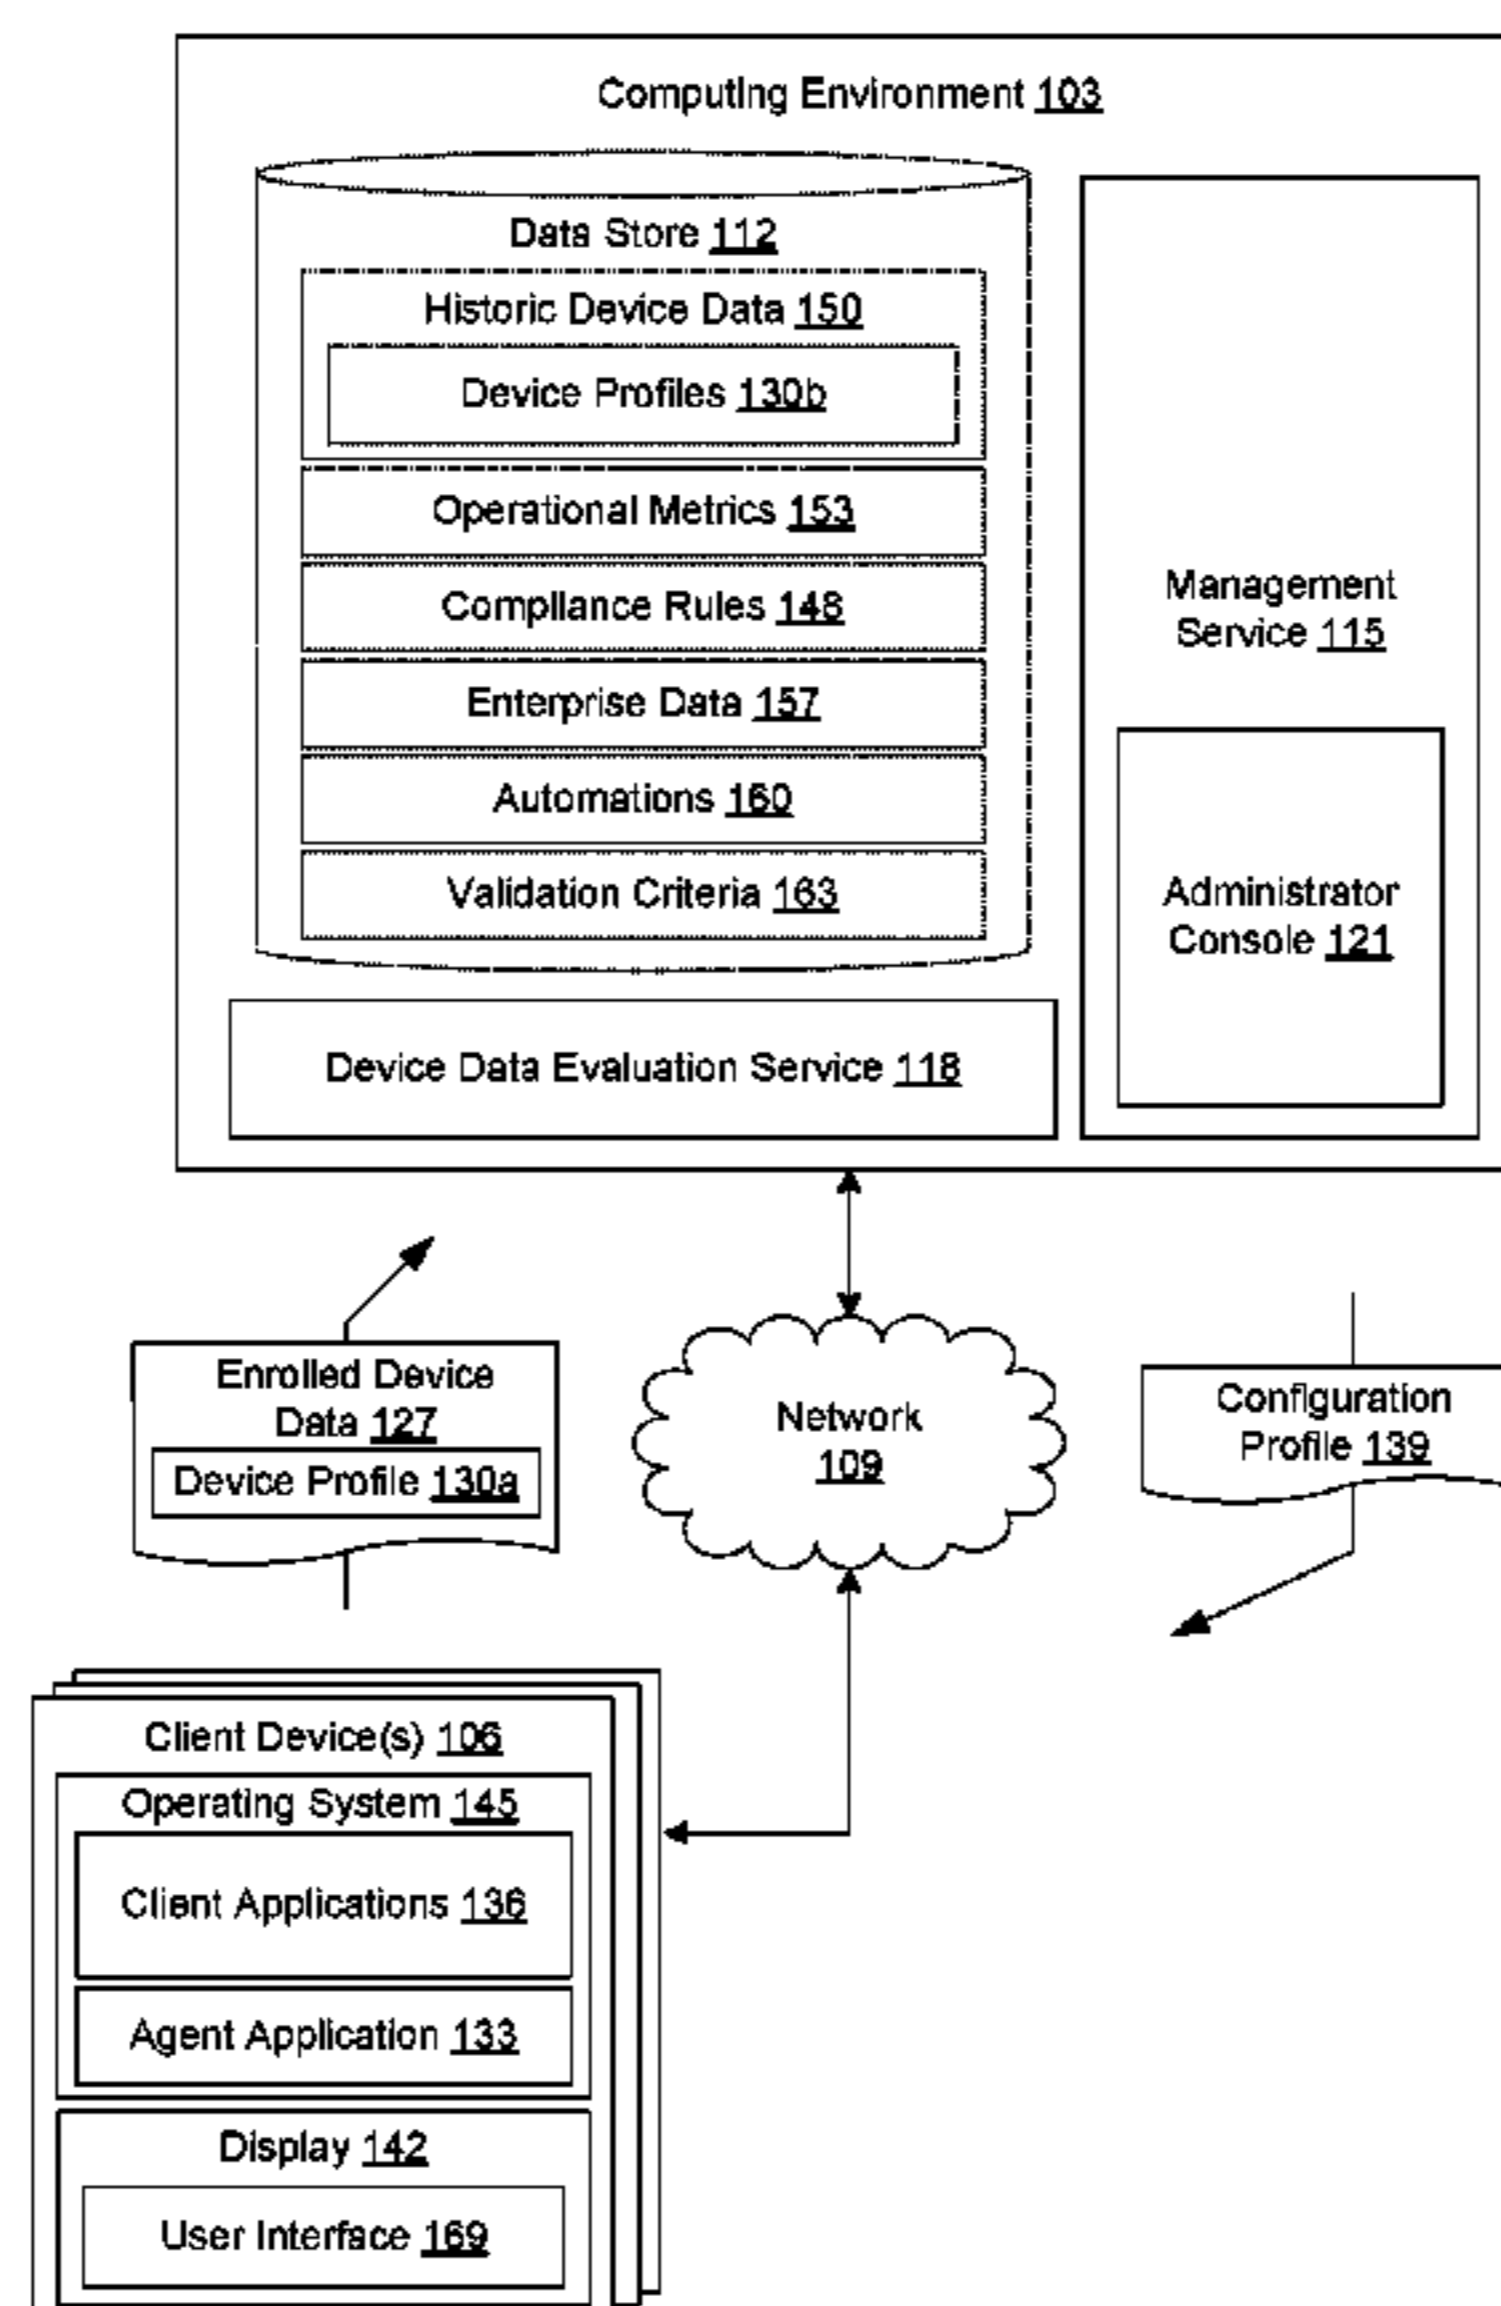 Computing Environment 103
Data Store 112
Historic Device Data 150
Device Profiles 130b
Operational Metrics 153
Compliance Rules 148
Enterprise Data 157
Automations 160
Validation Criteria 163
Device Data Evaluation Service 118
Management
Service 115
Administrator
Console 121
Enrolled Device
Data 127
Device Profile 130a
Network
109
Configuration
Profile 139
Client Device(s) 106
Operating System 145
Client Applications 136
Agent Application 133
Display 142
User Interface 169